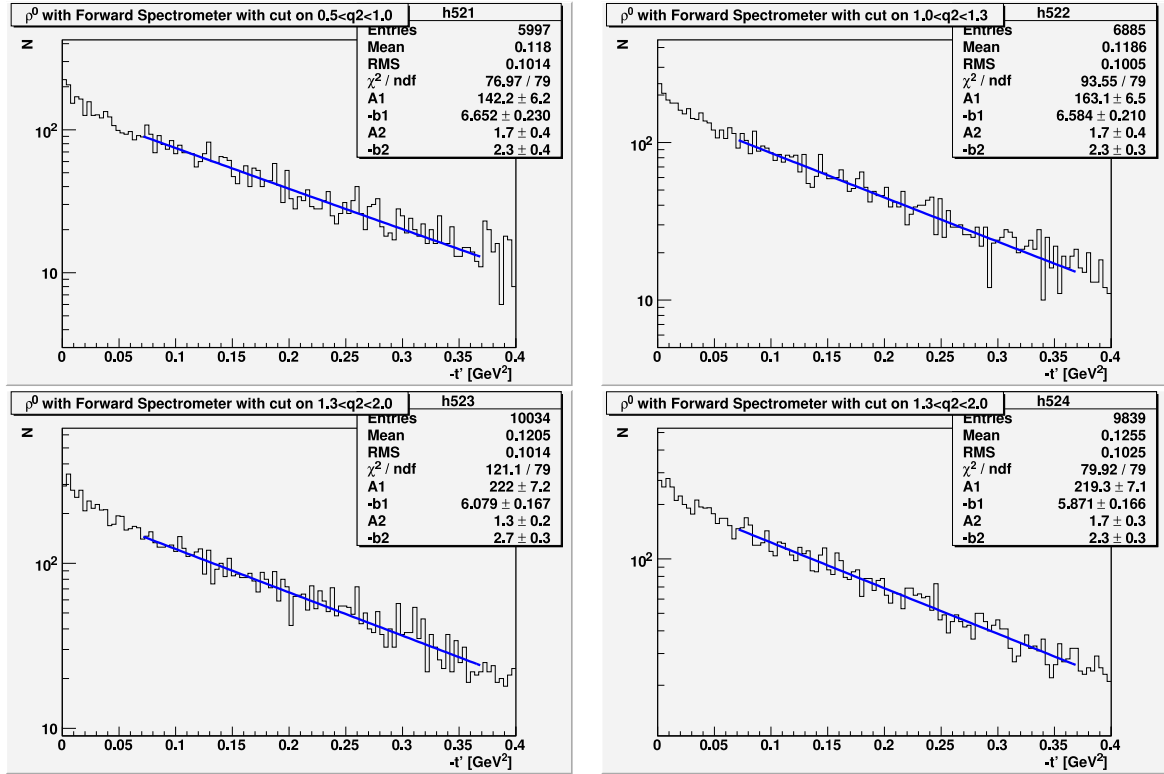 ρ⁰ with Forward Spectrometer with cut on 0.5<q2<1.0
h521
Entries 5997
Mean 0.118
RMS 0.1014
χ² / ndf 76.97 / 79
A1 142.2 ± 6.2
-b1 6.652 ± 0.230
A2 1.7 ± 0.4
-b2 2.3 ± 0.4
N
10²
10
0 0.05 0.1 0.15 0.2 0.25 0.3 0.35 0.4
-t' [GeV²]
ρ⁰ with Forward Spectrometer with cut on 1.0<q2<1.3
h522
Entries 6885
Mean 0.1186
RMS 0.1005
χ² / ndf 93.55 / 79
A1 163.1 ± 6.5
-b1 6.584 ± 0.210
A2 1.7 ± 0.4
-b2 2.3 ± 0.3
N
10²
10
0 0.05 0.1 0.15 0.2 0.25 0.3 0.35 0.4
-t' [GeV²]
ρ⁰ with Forward Spectrometer with cut on 1.3<q2<2.0
h523
Entries 10034
Mean 0.1205
RMS 0.1014
χ² / ndf 121.1 / 79
A1 222 ± 7.2
-b1 6.079 ± 0.167
A2 1.3 ± 0.2
-b2 2.7 ± 0.3
N
10²
10
0 0.05 0.1 0.15 0.2 0.25 0.3 0.35 0.4
-t' [GeV²]
ρ⁰ with Forward Spectrometer with cut on 1.3<q2<2.0
h524
Entries 9839
Mean 0.1255
RMS 0.1025
χ² / ndf 79.92 / 79
A1 219.3 ± 7.1
-b1 5.871 ± 0.166
A2 1.7 ± 0.3
-b2 2.3 ± 0.3
N
10²
0 0.05 0.1 0.15 0.2 0.25 0.3 0.35 0.4
-t' [GeV²]